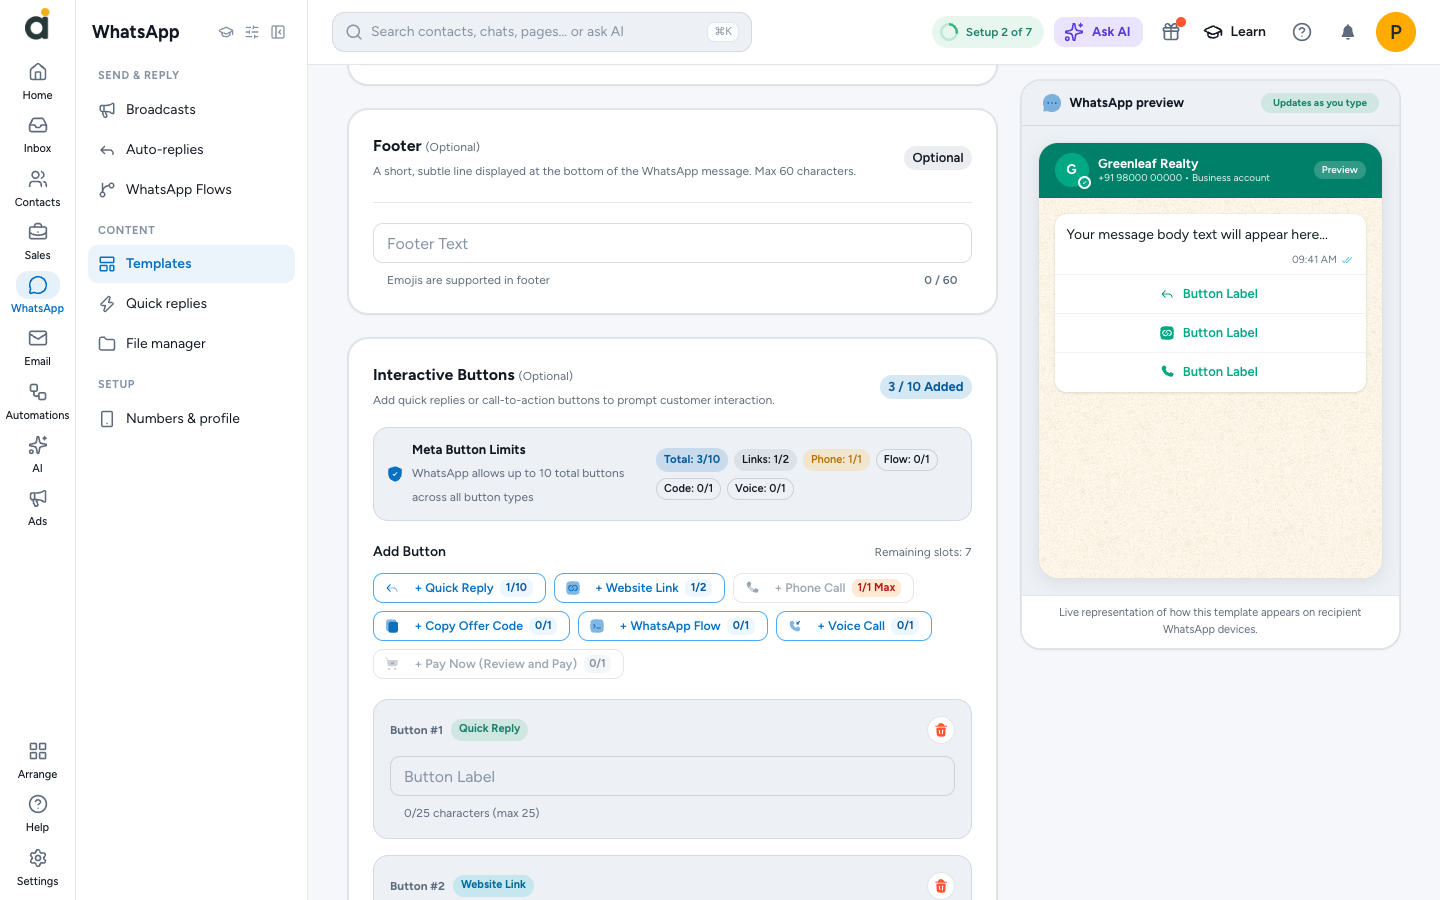 WhatsApp
Search contacts, chats, pages... or ask AI
⌘K
Setup 2 of 7
Ask AI
Learn
P
Home
Inbox
Contacts
Sales
WhatsApp
Email
Automations
AI
Ads
Arrange
Help
Settings
SEND & REPLY
Broadcasts
Auto-replies
WhatsApp Flows
CONTENT
Templates
Quick replies
File manager
SETUP
Numbers & profile
Footer (Optional)
A short, subtle line displayed at the bottom of the WhatsApp message. Max 60 characters.
Optional
Footer Text
Emojis are supported in footer
0 / 60
Interactive Buttons (Optional)
Add quick replies or call-to-action buttons to prompt customer interaction.
3 / 10 Added
Meta Button Limits
WhatsApp allows up to 10 total buttons
across all button types
Total: 3/10
Links: 1/2
Phone: 1/1
Flow: 0/1
Code: 0/1
Voice: 0/1
Add Button
Remaining slots: 7
+ Quick Reply 1/10
+ Website Link 1/2
+ Phone Call 1/1 Max
+ Copy Offer Code 0/1
+ WhatsApp Flow 0/1
+ Voice Call 0/1
+ Pay Now (Review and Pay) 0/1
Button #1 Quick Reply
Button Label
0/25 characters (max 25)
Button #2 Website Link
WhatsApp preview
Updates as you type
G
Greenleaf Realty
+91 98000 00000 • Business account
Preview
Your message body text will appear here...
09:41 AM
Button Label
Button Label
Button Label
Live representation of how this template appears on recipient
WhatsApp devices.